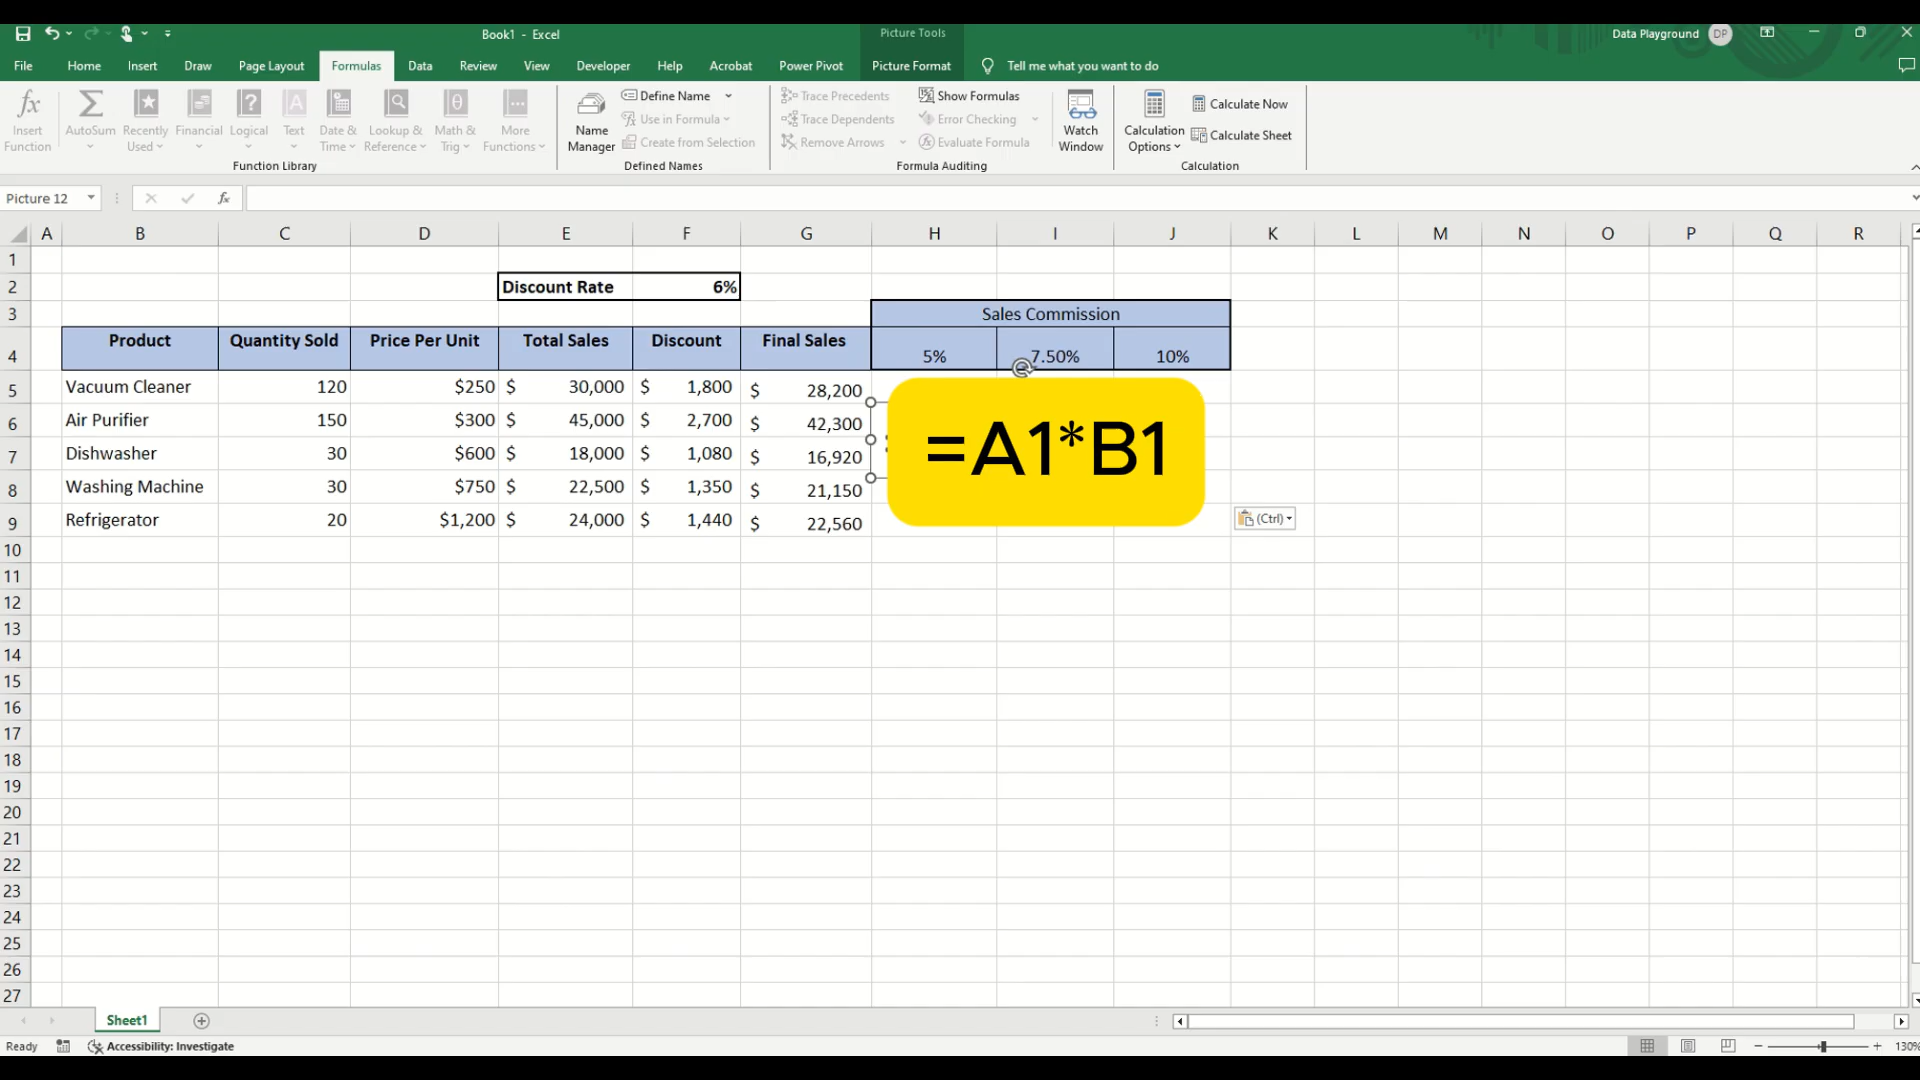 Book1 - Excel
Picture Tools
Data Playground DP
File Home Insert Draw Page Layout Formulas Data Review View Developer Help Acrobat Power Pivot Picture Format Tell me what you want to do
Insert Function
AutoSum
Recently Used
Financial
Logical
Text
Date & Time
Lookup & Reference
Math & Trig
More Functions
Function Library
Name Manager
Define Name
Use in Formula
Create from Selection
Defined Names
Trace Precedents
Trace Dependents
Remove Arrows
Show Formulas
Error Checking
Evaluate Formula
Formula Auditing
Watch Window
Calculation Options
Calculate Now
Calculate Sheet
Calculation
Picture 12 fx
A B C D E F G H I J K L M N O P Q R
1
2 Discount Rate 6%
3 Sales Commission
4 Product Quantity Sold Price Per Unit Total Sales Discount Final Sales 5% 7.50% 10%
5 Vacuum Cleaner 120 $250 $ 30,000 $ 1,800 $ 28,200
6 Air Purifier 150 $300 $ 45,000 $ 2,700 $ 42,300
7 Dishwasher 30 $600 $ 18,000 $ 1,080 $ 16,920
8 Washing Machine 30 $750 $ 22,500 $ 1,350 $ 21,150
9 Refrigerator 20 $1,200 $ 24,000 $ 1,440 $ 22,560
=A1*B1
(Ctrl)
10
11
12
13
14
15
16
17
18
19
20
21
22
23
24
25
26
27
Sheet1
Ready Accessibility: Investigate 130%